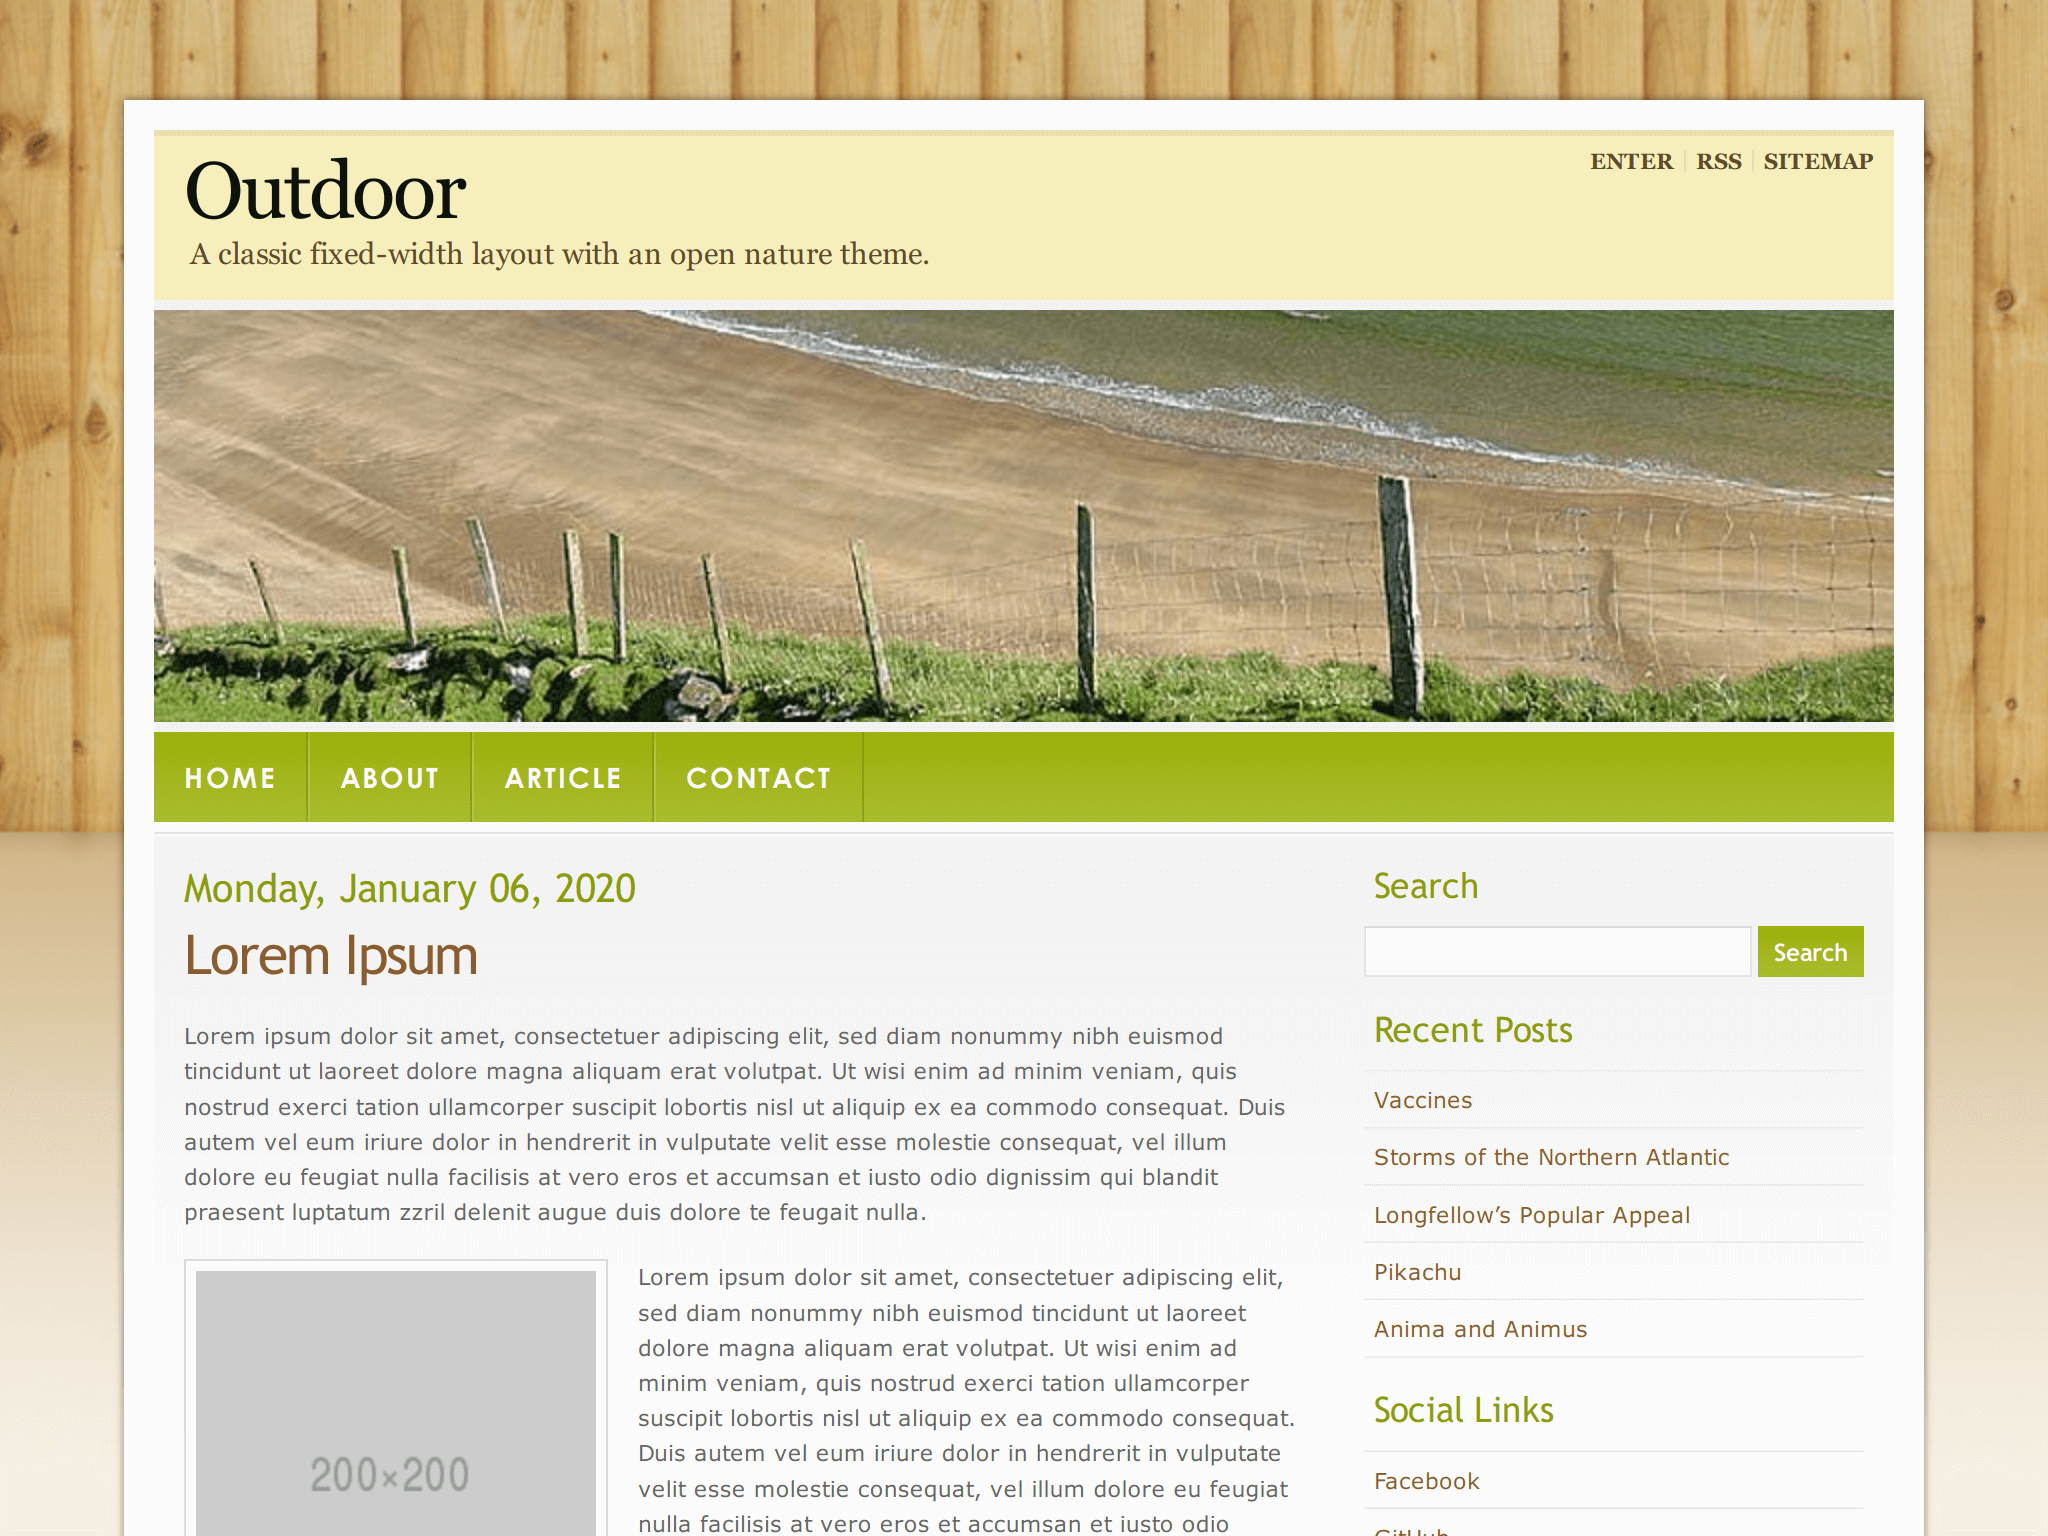 Outdoor
A classic fixed-width layout with an open nature theme.
ENTER
RSS
SITEMAP
HOME
ABOUT
ARTICLE
CONTACT
Monday, January 06, 2020
Lorem Ipsum
Lorem ipsum dolor sit amet, consectetuer adipiscing elit, sed diam nonummy nibh euismod
tincidunt ut laoreet dolore magna aliquam erat volutpat. Ut wisi enim ad minim veniam, quis
nostrud exerci tation ullamcorper suscipit lobortis nisl ut aliquip ex ea commodo consequat. Duis
autem vel eum iriure dolor in hendrerit in vulputate velit esse molestie consequat, vel illum
dolore eu feugiat nulla facilisis at vero eros et accumsan et iusto odio dignissim qui blandit
praesent luptatum zzril delenit augue duis dolore te feugait nulla.
200×200
Lorem ipsum dolor sit amet, consectetuer adipiscing elit,
sed diam nonummy nibh euismod tincidunt ut laoreet
dolore magna aliquam erat volutpat. Ut wisi enim ad
minim veniam, quis nostrud exerci tation ullamcorper
suscipit lobortis nisl ut aliquip ex ea commodo consequat.
Duis autem vel eum iriure dolor in hendrerit in vulputate
velit esse molestie consequat, vel illum dolore eu feugiat
nulla facilisis at vero eros et accumsan et iusto odio
Search
Search
Recent Posts
Vaccines
Storms of the Northern Atlantic
Longfellow’s Popular Appeal
Pikachu
Anima and Animus
Social Links
Facebook
GitHub